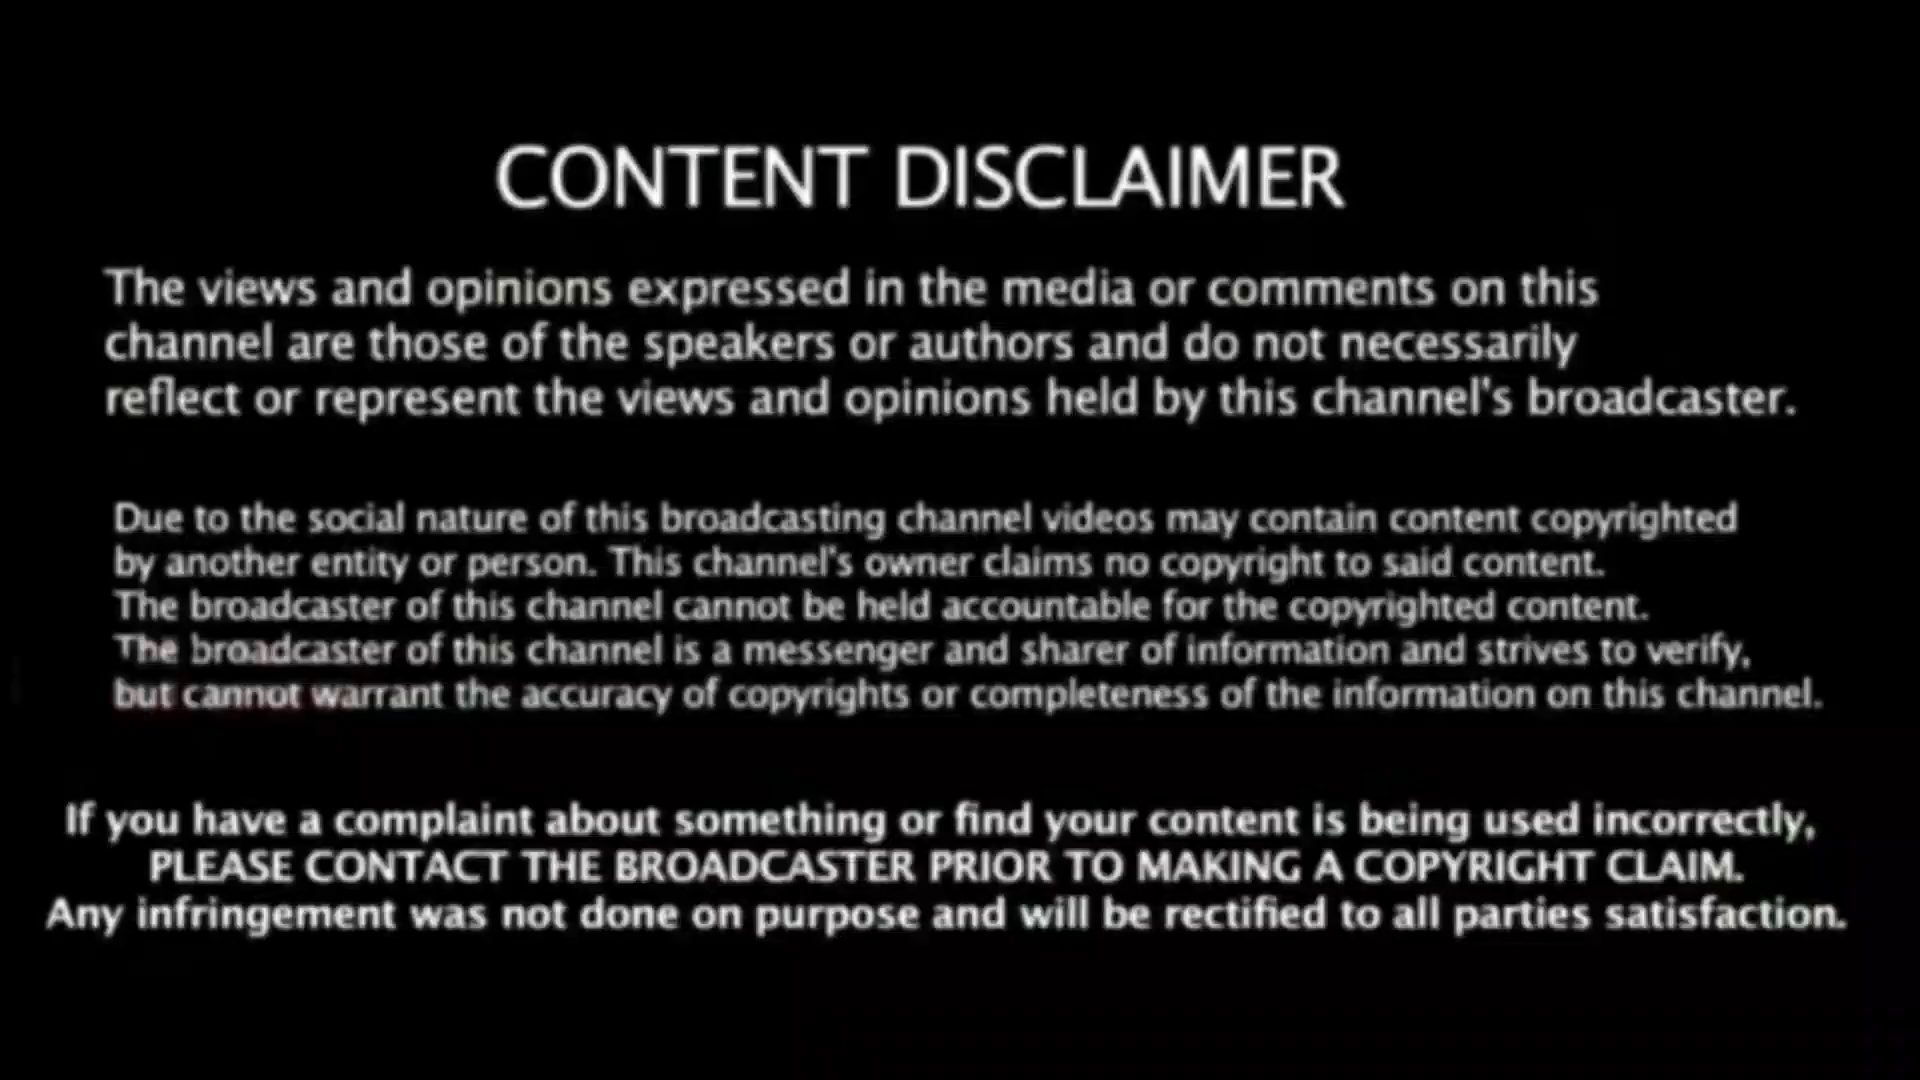 CONTENT DISCLAIMER
The views and opinions expressed in the media or comments on this
channel are those of the speakers or authors and do not necessarily
reflect or represent the views and opinions held by this channel's broadcaster.
Due to the social nature of this broadcasting channel videos may contain content copyrighted
by another entity or person. This channel's owner claims no copyright to said content.
The broadcaster of this channel cannot be held accountable for the copyrighted content.
The broadcaster of this channel is a messenger and sharer of information and strives to verify,
but cannot warrant the accuracy of copyrights or completeness of the information on this channel.
If you have a complaint about something or find your content is being used incorrectly,
PLEASE CONTACT THE BROADCASTER PRIOR TO MAKING A COPYRIGHT CLAIM.
Any infringement was not done on purpose and will be rectified to all parties satisfaction.